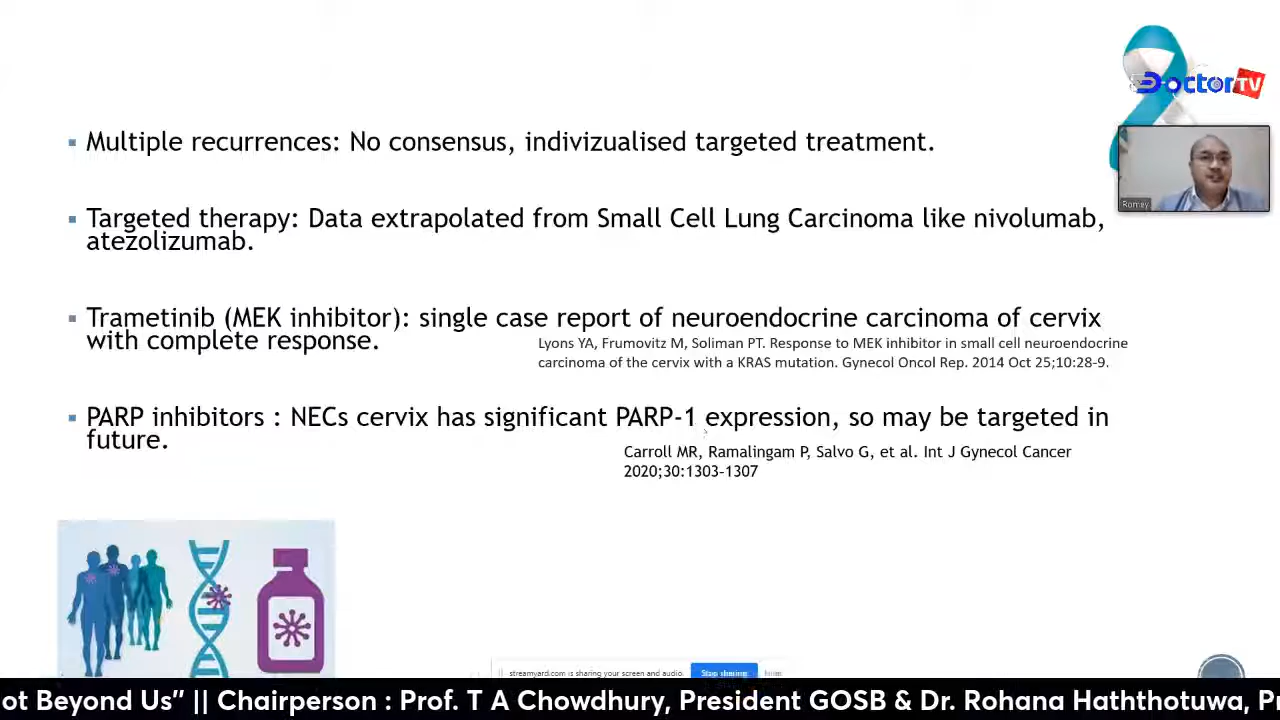 DoctorTV
Multiple recurrences: No consensus, indivizualised targeted treatment.
Romey
Targeted therapy: Data extrapolated from Small Cell Lung Carcinoma like nivolumab,
atezolizumab.
Trametinib (MEK inhibitor): single case report of neuroendocrine carcinoma of cervix
with complete response.
Lyons YA, Frumovitz M, Soliman PT. Response to MEK inhibitor in small cell neuroendocrine
carcinoma of the cervix with a KRAS mutation. Gynecol Oncol Rep. 2014 Oct 25;10:28-9.
PARP inhibitors : NECs cervix has significant PARP-1 expression, so may be targeted in
future.
Carroll MR, Ramalingam P, Salvo G, et al. Int J Gynecol Cancer
2020;30:1303-1307
streamyard.com is sharing your screen and audio. Stop sharing
ot Beyond Us” || Chairperson : Prof. T A Chowdhury, President GOSB & Dr. Rohana Haththotuwa, Pr